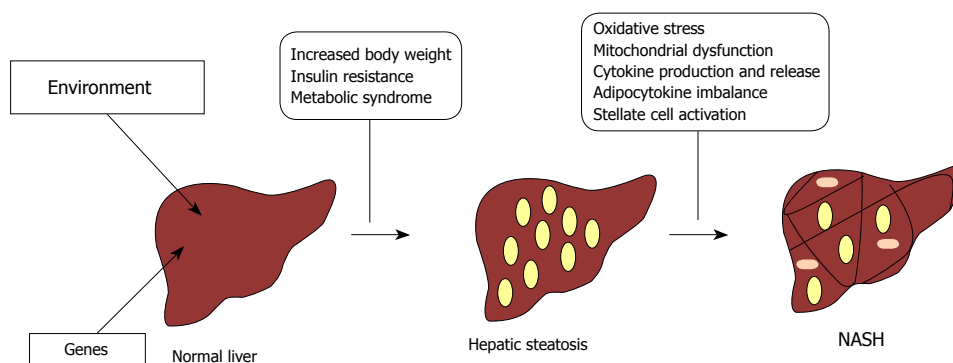 Environment
Increased body weight
Insulin resistance
Metabolic syndrome
Oxidative stress
Mitochondrial dysfunction
Cytokine production and release
Adipocytokine imbalance
Stellate cell activation
Genes
Normal liver
Hepatic steatosis
NASH